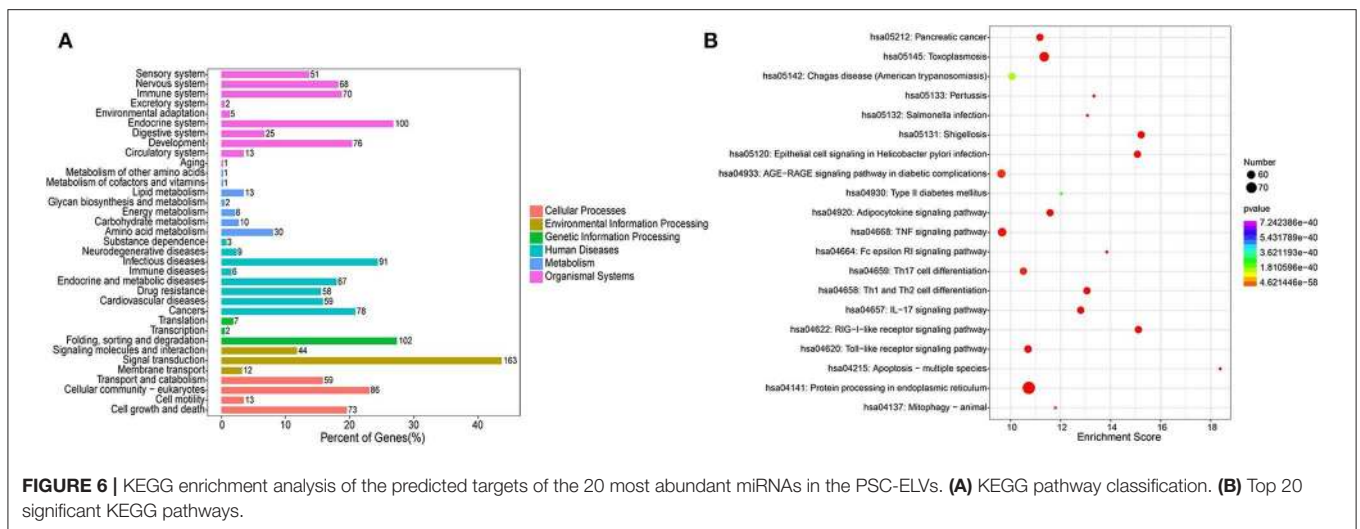 A
Sensory system 51
Nervous system 68
Immune system 70
Excretory system 2
Environmental adaptation 5
Endocrine system 100
Digestive system 25
Development 76
Circulatory system 13
Aging 1
Metabolism of other amino acids 1
Metabolism of cofactors and vitamins 1
Lipid metabolism 13
Glycan biosynthesis and metabolism 2
Energy metabolism 8
Carbohydrate metabolism 10
Amino acid metabolism 30
Substance dependence 3
Neurodegenerative diseases 9
Infectious diseases 91
Immune diseases 6
Endocrine and metabolic diseases 67
Drug resistance 58
Cardiovascular diseases 59
Cancers 78
Translation 7
Transcription 2
Folding, sorting and degradation 102
Signaling molecules and interaction 44
Signal transduction 163
Membrane transport 12
Transport and catabolism 59
Cellular community − eukaryotes 86
Cell motility 13
Cell growth and death 73
0 10 20 30 40
Percent of Genes(%)
Cellular Processes
Environmental Information Processing
Genetic Information Processing
Human Diseases
Metabolism
Organismal Systems
B
hsa05212: Pancreatic cancer
hsa05145: Toxoplasmosis
hsa05142: Chagas disease (American trypanosomiasis)
hsa05133: Pertussis
hsa05132: Salmonella infection
hsa05131: Shigellosis
hsa05120: Epithelial cell signaling in Helicobacter pylori infection
hsa04933: AGE−RAGE signaling pathway in diabetic complications
hsa04930: Type II diabetes mellitus
hsa04920: Adipocytokine signaling pathway
hsa04668: TNF signaling pathway
hsa04664: Fc epsilon RI signaling pathway
hsa04659: Th17 cell differentiation
hsa04658: Th1 and Th2 cell differentiation
hsa04657: IL−17 signaling pathway
hsa04622: RIG−I−like receptor signaling pathway
hsa04620: Toll−like receptor signaling pathway
hsa04215: Apoptosis − multiple species
hsa04141: Protein processing in endoplasmic reticulum
hsa04137: Mitophagy − animal
10 12 14 16 18
Enrichment Score
Number
60
70
pvalue
7.242386e−40
5.431789e−40
3.621193e−40
1.810596e−40
4.621446e−58
FIGURE 6 | KEGG enrichment analysis of the predicted targets of the 20 most abundant miRNAs in the PSC-ELVs. (A) KEGG pathway classification. (B) Top 20
significant KEGG pathways.